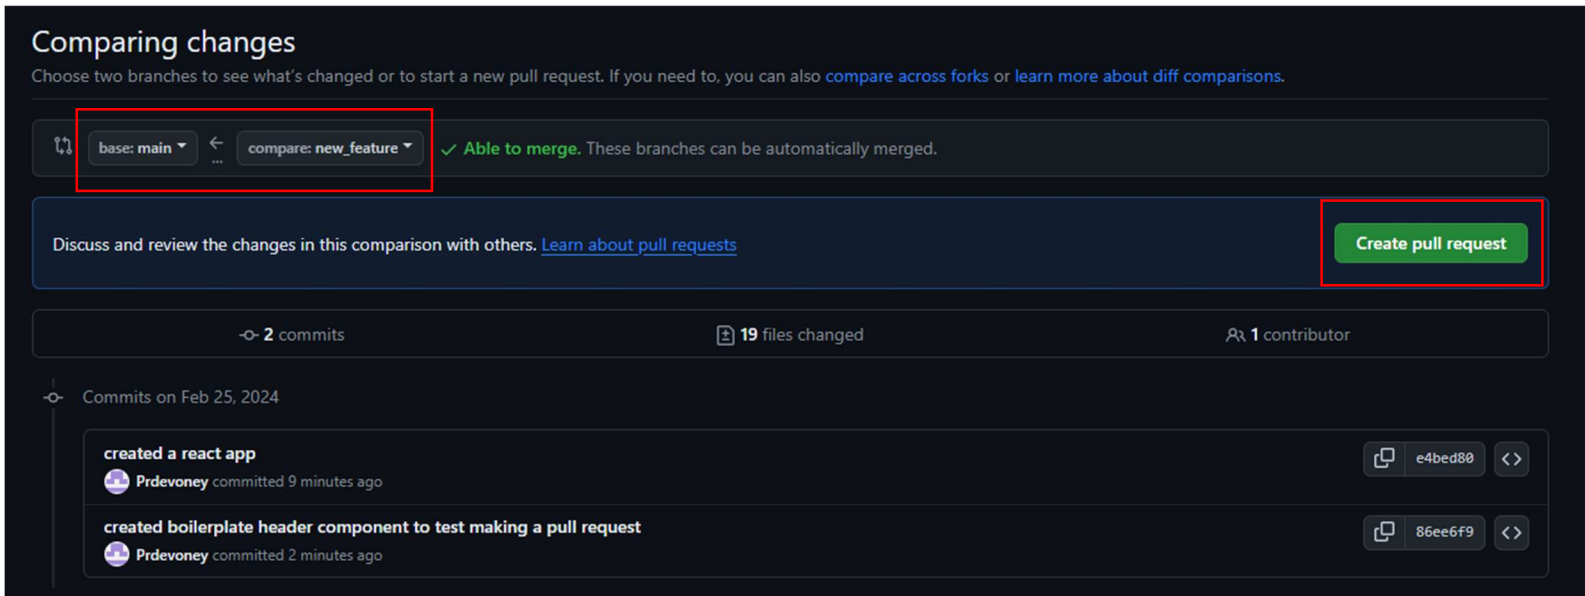 Comparing changes
Choose two branches to see what's changed or to start a new pull request. If you need to, you can also compare across forks or learn more about diff comparisons.
base: main ← ... compare: new_feature ✓ Able to merge. These branches can be automatically merged.
Discuss and review the changes in this comparison with others. Learn about pull requests Create pull request
2 commits 19 files changed 1 contributor
Commits on Feb 25, 2024
created a react app
e4bed80
Prdevoney committed 9 minutes ago
created boilerplate header component to test making a pull request
86ee6f9
Prdevoney committed 2 minutes ago